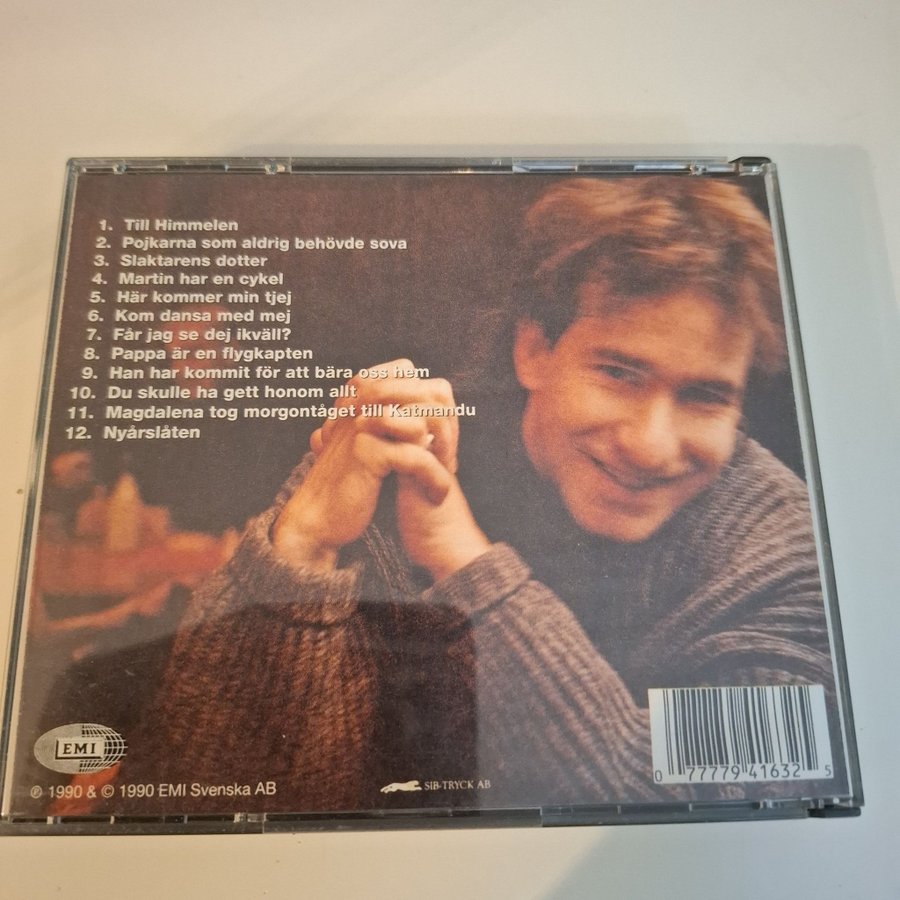 1. Till Himmelen
2. Pojkarna som aldrig behövde sova
3. Slaktarens dotter
4. Martin har en cykel
5. Här kommer min tjej
6. Kom dansa med mej
7. Får jag se dej ikväll?
8. Pappa är en flygkapten
9. Han har kommit för att bära oss hem
10. Du skulle ha gett honom allt
11. Magdalena tog morgontåget till Katmandu
12. Nyårslåten
EMI
℗ 1990 & © 1990 EMI Svenska AB
SIB-TRYCK AB
0 77779 41632 5